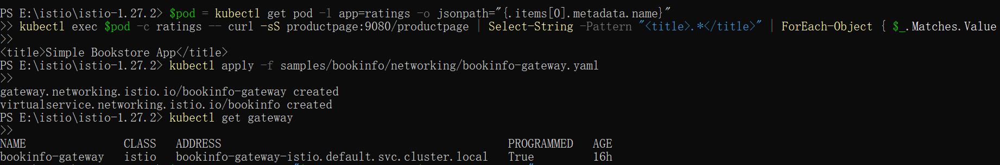 PS E:\istio\istio-1.27.2> $pod = kubectl get pod -l app=ratings -o jsonpath="{.items[0].metadata.name}"
>> kubectl exec $pod -c ratings -- curl -sS productpage:9080/productpage | Select-String -Pattern "<title>.*</title>" | ForEach-Object { $_.Matches.Value
>>
<title>Simple Bookstore App</title>
PS E:\istio\istio-1.27.2> kubectl apply -f samples/bookinfo/networking/bookinfo-gateway.yaml
>>
gateway.networking.istio.io/bookinfo-gateway created
virtualservice.networking.istio.io/bookinfo created
PS E:\istio\istio-1.27.2> kubectl get gateway
>>
NAME CLASS ADDRESS PROGRAMMED AGE
bookinfo-gateway istio bookinfo-gateway-istio.default.svc.cluster.local True 16h